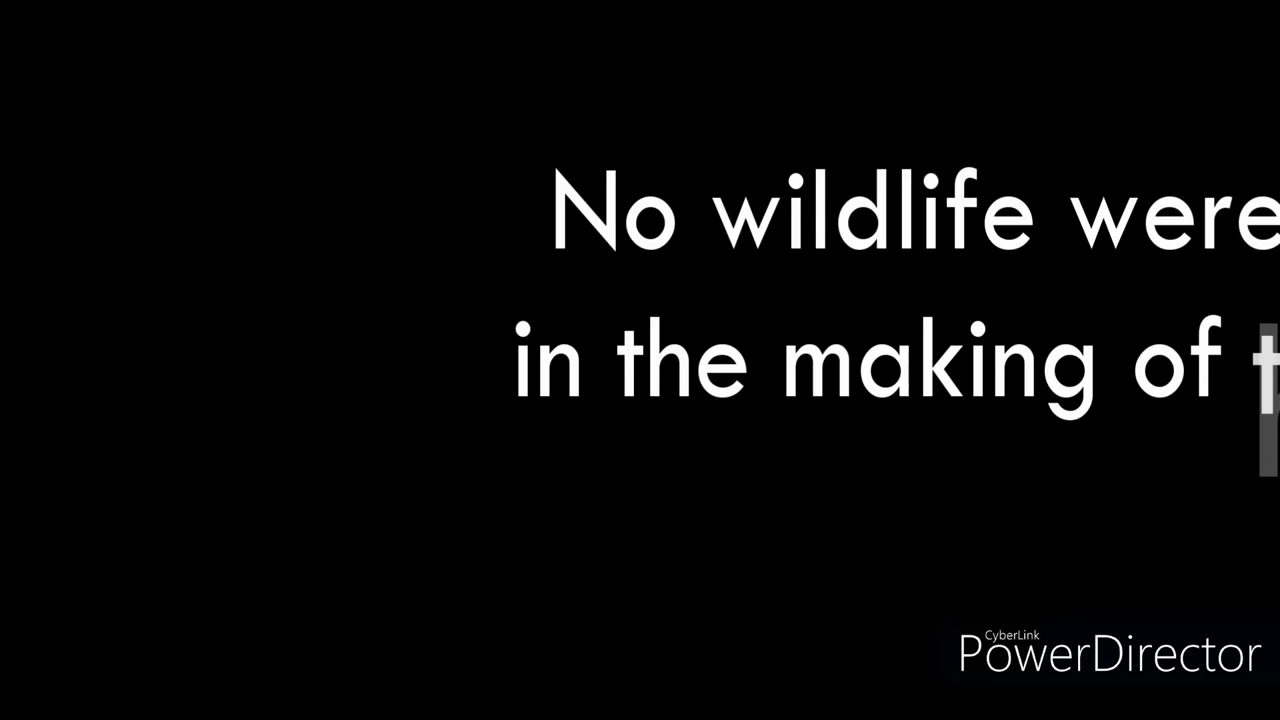 No wildlife were
in the making of t
CyberLink
PowerDirector